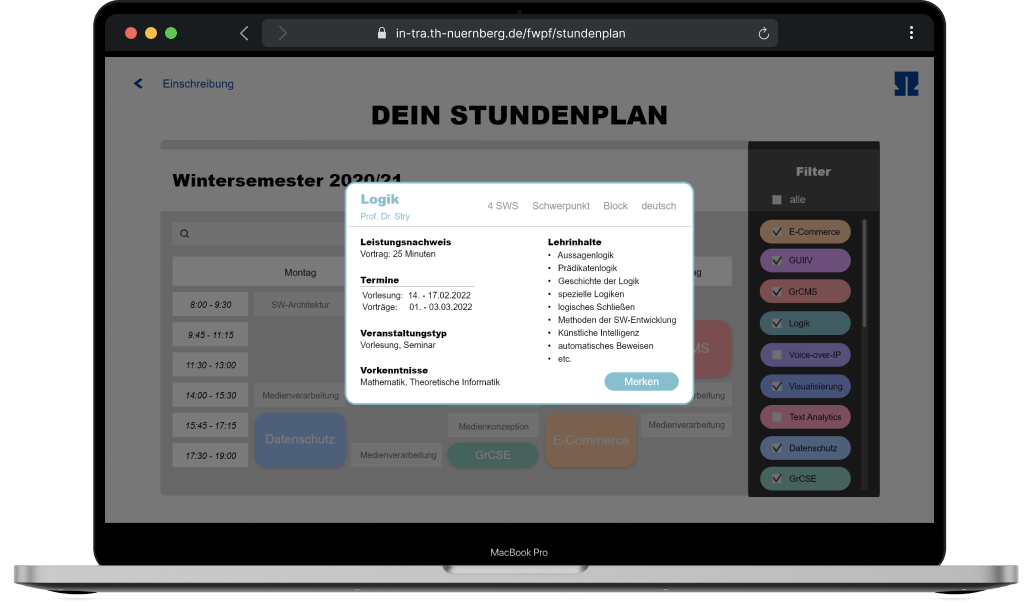 in-tra.th-nuernberg.de/fwpf/stundenplan
Einschreibung
DEIN STUNDENPLAN
Wintersemester 2020/21
Logik
Prof. Dr. Stry
4 SWS Schwerpunkt Block deutsch
Leistungsnachweis
Vortrag: 25 Minuten
Termine
Vorlesung: 14. - 17.02.2022
Vorträge: 01. - 03.03.2022
Veranstaltungstyp
Vorlesung, Seminar
Vorkenntnisse
Mathematik, Theoretische Informatik
Lehrinhalte
• Aussagenlogik
• Prädikatenlogik
• Geschichte der Logik
• spezielle Logiken
• logisches Schließen
• Methoden der SW-Entwicklung
• Künstliche Intelligenz
• automatisches Beweisen
• etc.
Merken
Montag
8:00 - 9:30 SW-Architektur
9:45 - 11:15
11:30 - 13:00
14:00 - 15:30 Medienverarbeitung
15:45 - 17:15 Medienkonzeption Medienverarbeitung
Datenschutz E-Commerce
17:30 - 19:00 Medienverarbeitung GrCSE
Filter
alle
E-Commerce
GUIIV
GrCMS
Logik
Voice-over-IP
Visualisierung
Text Analytics
Datenschutz
GrCSE
MacBook Pro